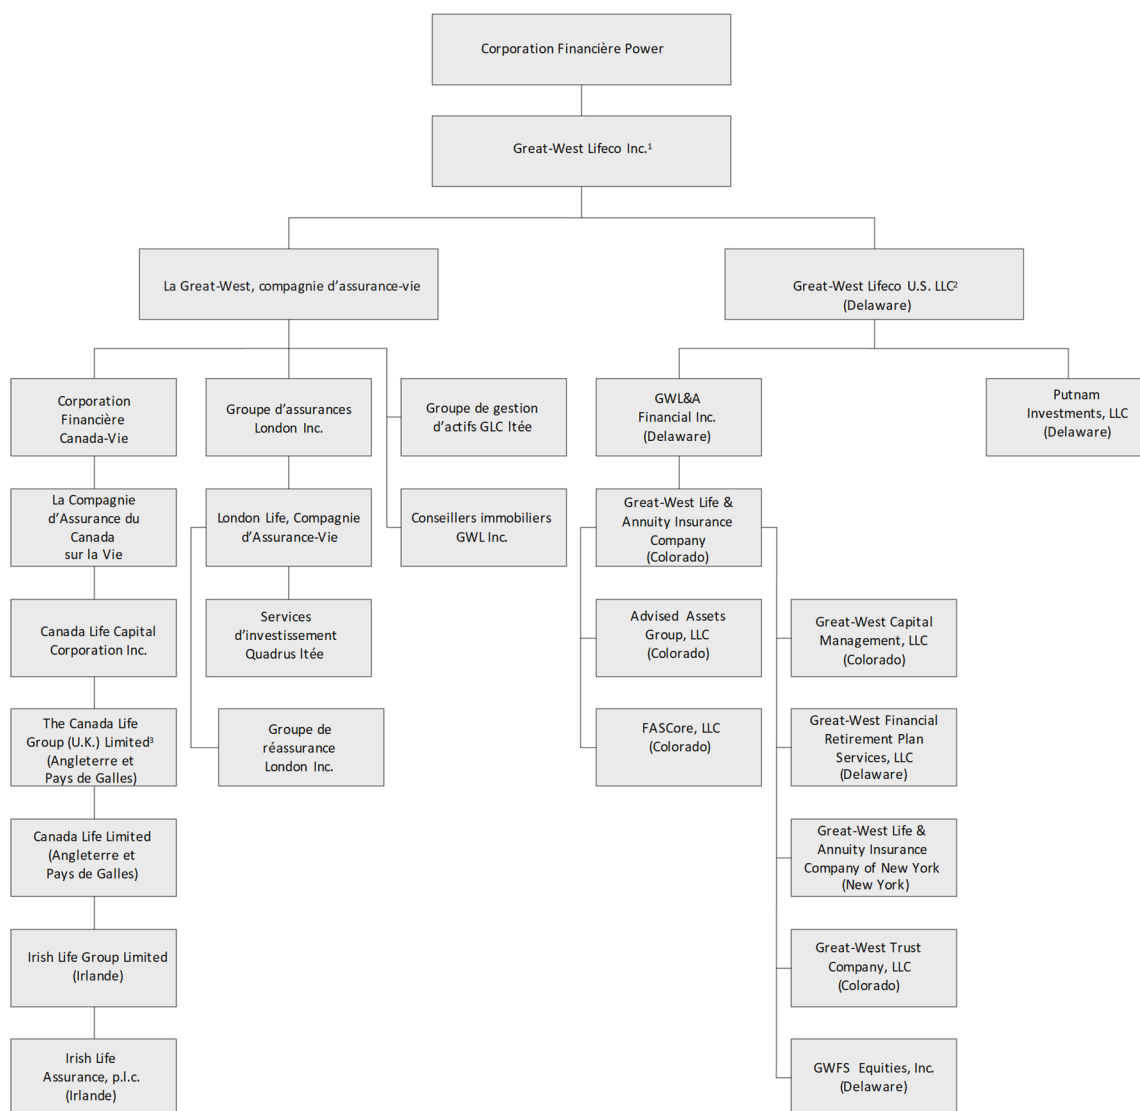 Corporation Financière Power
Great-West Lifeco Inc.¹
La Great-West, compagnie d’assurance-vie
Great-West Lifeco U.S. LLC²
(Delaware)
Corporation
Financière
Canada-Vie
Groupe d’assurances
London Inc.
Groupe de gestion
d’actifs GLC ltée
GWL&A
Financial Inc.
(Delaware)
Putnam
Investments, LLC
(Delaware)
La Compagnie
d’Assurance du
Canada
sur la Vie
London Life, Compagnie
d’Assurance-Vie
Conseillers immobiliers
GWL Inc.
Great-West Life &
Annuity Insurance
Company
(Colorado)
Canada Life Capital
Corporation Inc.
Services
d’investissement
Quadrus ltée
Advised Assets
Group, LLC
(Colorado)
Great-West Capital
Management, LLC
(Colorado)
The Canada Life
Group (U.K.) Limited³
(Angleterre et
Pays de Galles)
Groupe de
réassurance
London Inc.
FASCore, LLC
(Colorado)
Great-West Financial
Retirement Plan
Services, LLC
(Delaware)
Canada Life Limited
(Angleterre et
Pays de Galles)
Great-West Life &
Annuity Insurance
Company of New York
(New York)
Irish Life Group Limited
(Irlande)
Great-West Trust
Company, LLC
(Colorado)
Irish Life
Assurance, p.l.c.
(Irlande)
GWFS Equities, Inc.
(Delaware)